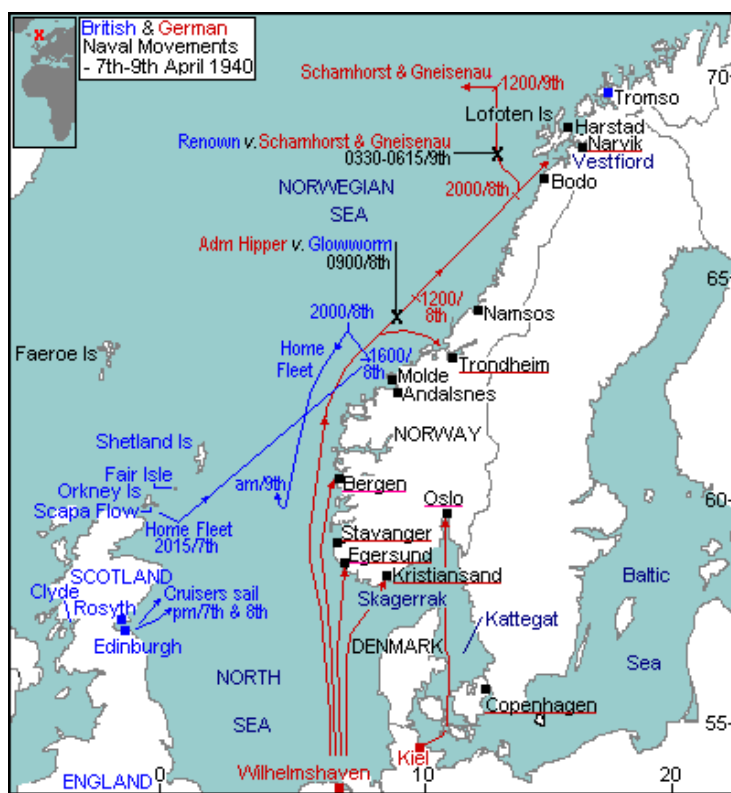 British & German
Naval Movements
- 7th-9th April 1940
Scharnhorst & Gneisenau
1200/9th
70
Tromso
Lofoten Is
Harstad
Renown v. Scharnhorst & Gneisenau
0330-0615/9th
Narvik
Vestfiord
2000/8th
Bodo
NORWEGIAN
SEA
Adm Hipper v. Glowworm
0900/8th
65
1200/
8th
2000/8th
Namsos
Home
Fleet
Faeroe Is
1600/
8th
Trondheim
Molde
Andalsnes
NORWAY
Shetland Is
Fair Isle
am/9th
Bergen
Orkney Is
Oslo
60
Scapa Flow
Home Fleet
2015/7th
Stavanger
Egersund
SCOTLAND
Kristiansand
Baltic
Clyde
Cruisers sail
pm/7th & 8th
Rosyth
Skagerrak
Kattegat
Edinburgh
DENMARK
Sea
NORTH
SEA
Copenhagen
55
Kiel
Wilhelmshaven
ENGLAND
0
10
20